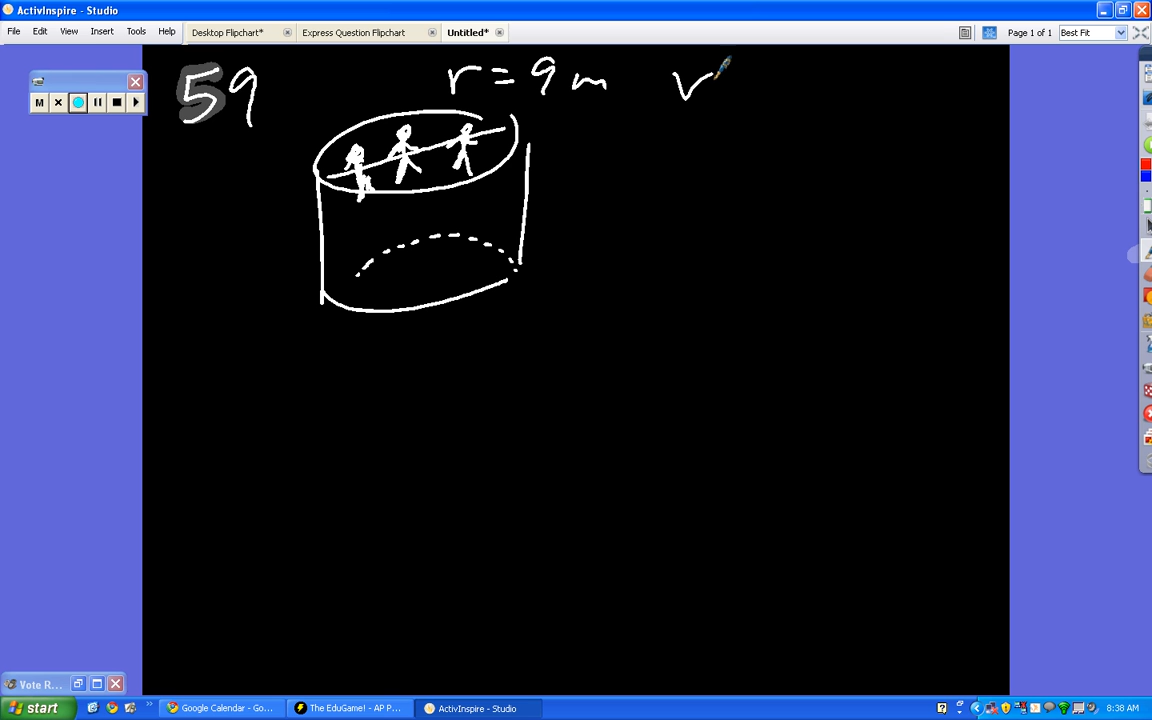 ActivInspire - Studio
File Edit View Insert Tools Help Desktop Flipchart* Express Question Flipchart Untitled* Page 1 of 1 Best Fit
59 r = 9 m v
M
Vote R...
start Google Calendar - Go... The EduGame! - AP P... ActivInspire - Studio 8:38 AM